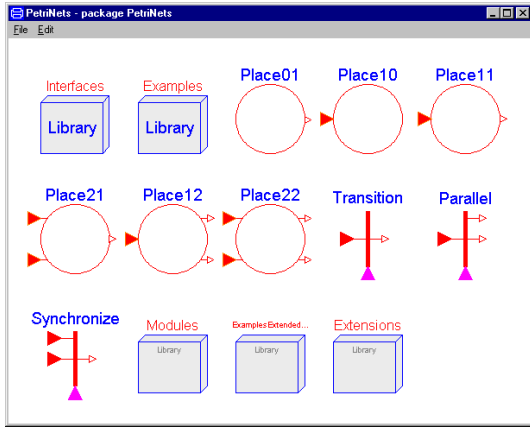 PetriNets - package PetriNets
File Edit
Interfaces Examples Place01 Place10 Place11
Library Library
Place21 Place12 Place22 Transition Parallel
Synchronize Modules ExamplesExtended... Extensions
Library Library Library